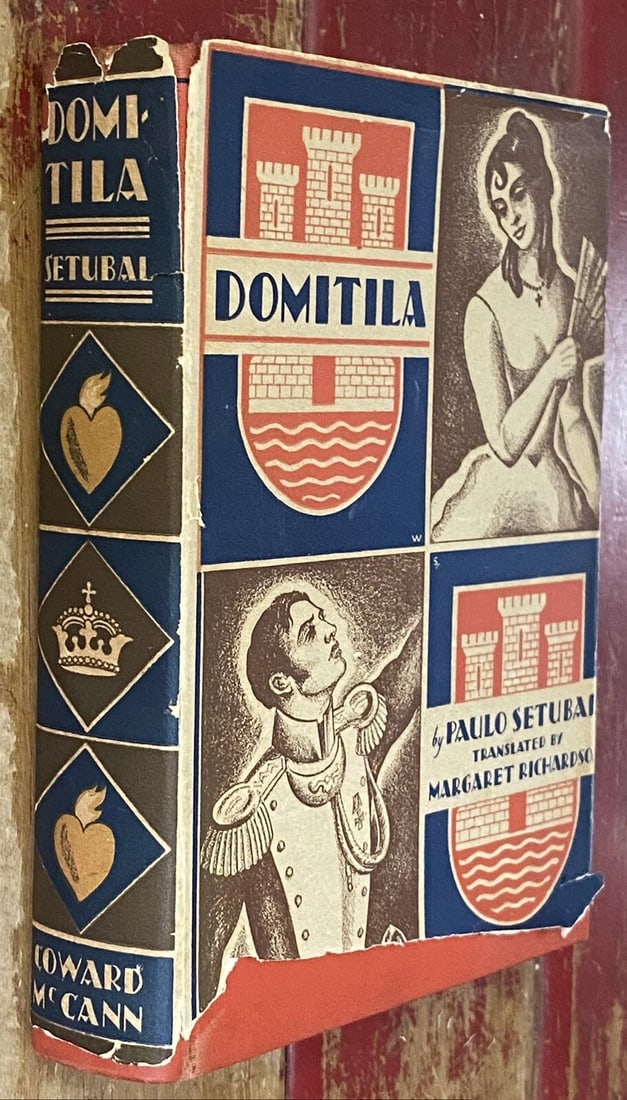 DOMI-
TILA
SETUBAL
COWARD
McCANN
DOMITILA
W
S
by PAULO SETUBAL
TRANSLATED BY
MARGARET RICHARDSO